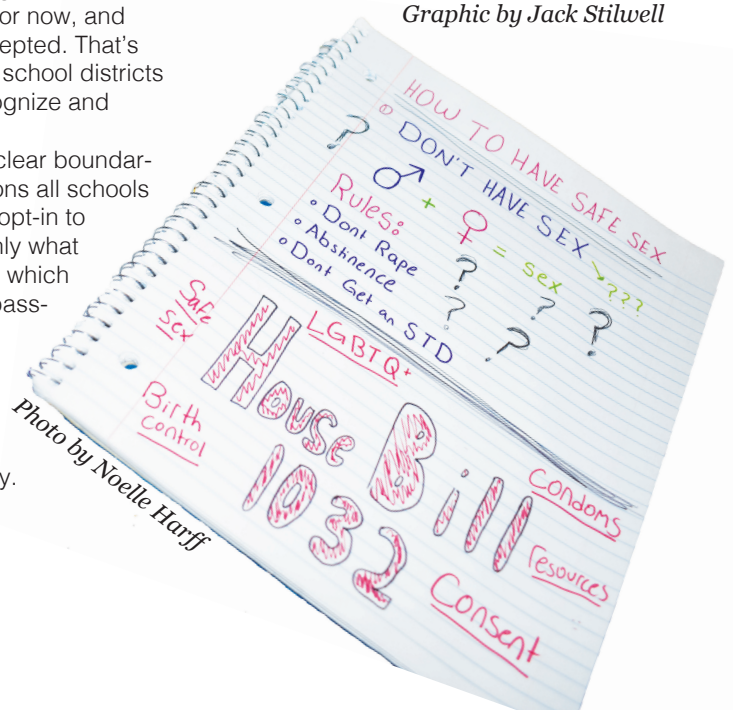 or now, and
epted. That's
school districts
ognize and
clear boundar-
ons all schools
opt-in to
nly what
which
pass-
y.
Graphic by Jack Stilwell
HOW TO HAVE SAFE SEX
① DON'T HAVE SEX
???
♂ + ♀ = sex
Rules:
• Dont Rape
• Abstinence
• Dont Get an STD
? ? ? ? ? ?
Safe
sex
LGBTQ+
Birth
control
House Bill
1032
Condoms
resources
Consent
Photo by Noelle Harff